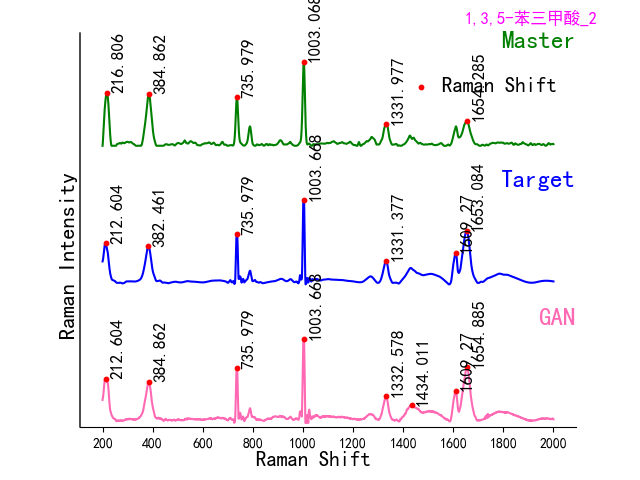 1,3,5-苯三甲酸_2
Master
216.806
384.862
735.979
1003.068
1331.977
1654.285
Raman Shift
Target
212.604
382.461
735.979
1003.668
1331.377
1609.27
1653.084
GAN
212.604
384.862
735.979
1003.668
1332.578
1434.011
1609.27
1654.885
Raman Intensity
200 400 600 800 1000 1200 1400 1600 1800 2000
Raman Shift